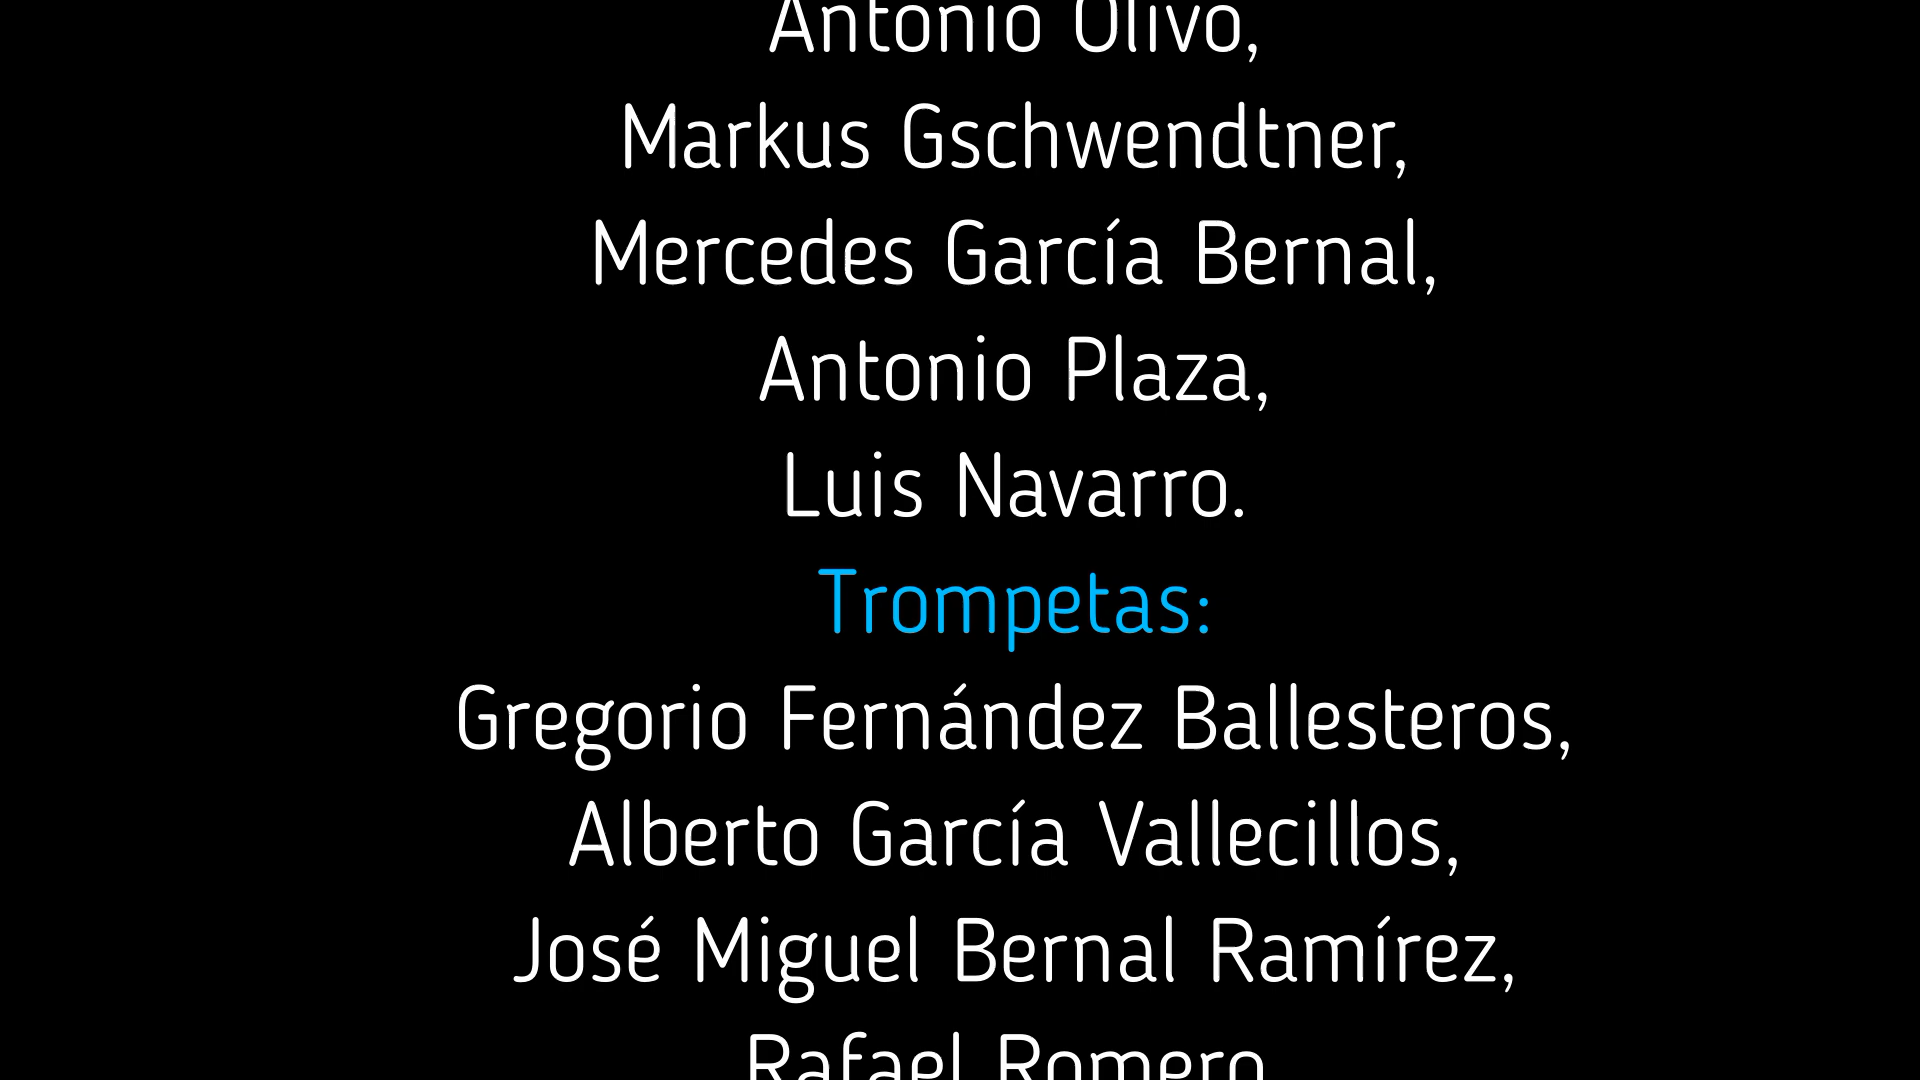 Antonio Olivo,
Markus Gschwendtner,
Mercedes García Bernal,
Antonio Plaza,
Luis Navarro.
Trompetas:
Gregorio Fernández Ballesteros,
Alberto García Vallecillos,
José Miguel Bernal Ramírez,
Rafael Romero